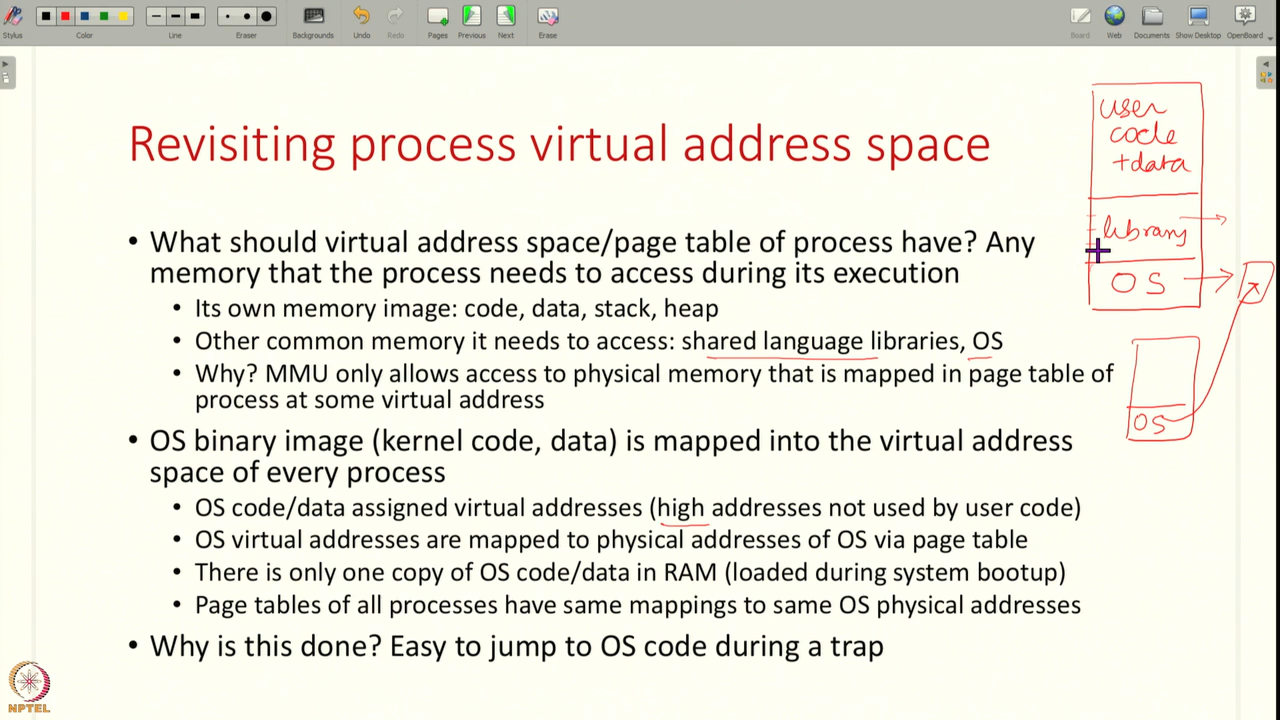 Stylus
Color
Line
Eraser
Backgrounds
Undo
Redo
Pages
Previous
Next
Erase
Board
Web
Documents
Show Desktop
OpenBoard
Revisiting process virtual address space
• What should virtual address space/page table of process have? Any
memory that the process needs to access during its execution
• Its own memory image: code, data, stack, heap
• Other common memory it needs to access: shared language libraries, OS
• Why? MMU only allows access to physical memory that is mapped in page table of
process at some virtual address
• OS binary image (kernel code, data) is mapped into the virtual address
space of every process
• OS code/data assigned virtual addresses (high addresses not used by user code)
• OS virtual addresses are mapped to physical addresses of OS via page table
• There is only one copy of OS code/data in RAM (loaded during system bootup)
• Page tables of all processes have same mappings to same OS physical addresses
• Why is this done? Easy to jump to OS code during a trap
user
code
+data
library
OS
OS
NPTEL